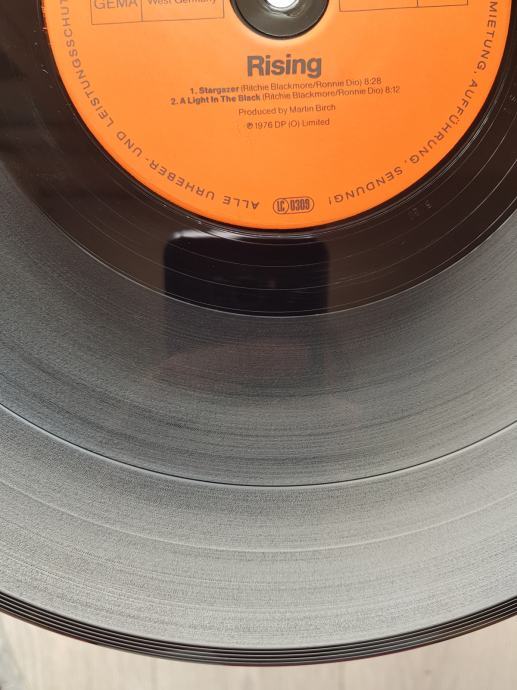 GEMA
West Germany
Rising
1. Stargazer (Ritchie Blackmore/Ronnie Dio) 8:28
2. A Light In The Black (Ritchie Blackmore/Ronnie Dio) 8:12
Produced by Martin Birch
℗ 1976 DP (O) Limited
MIETUNG, AUFFÜHRUNG, SENDUNG!
LC 0309
ALLE URHEBER- UND LEISTUNGSSCHUT